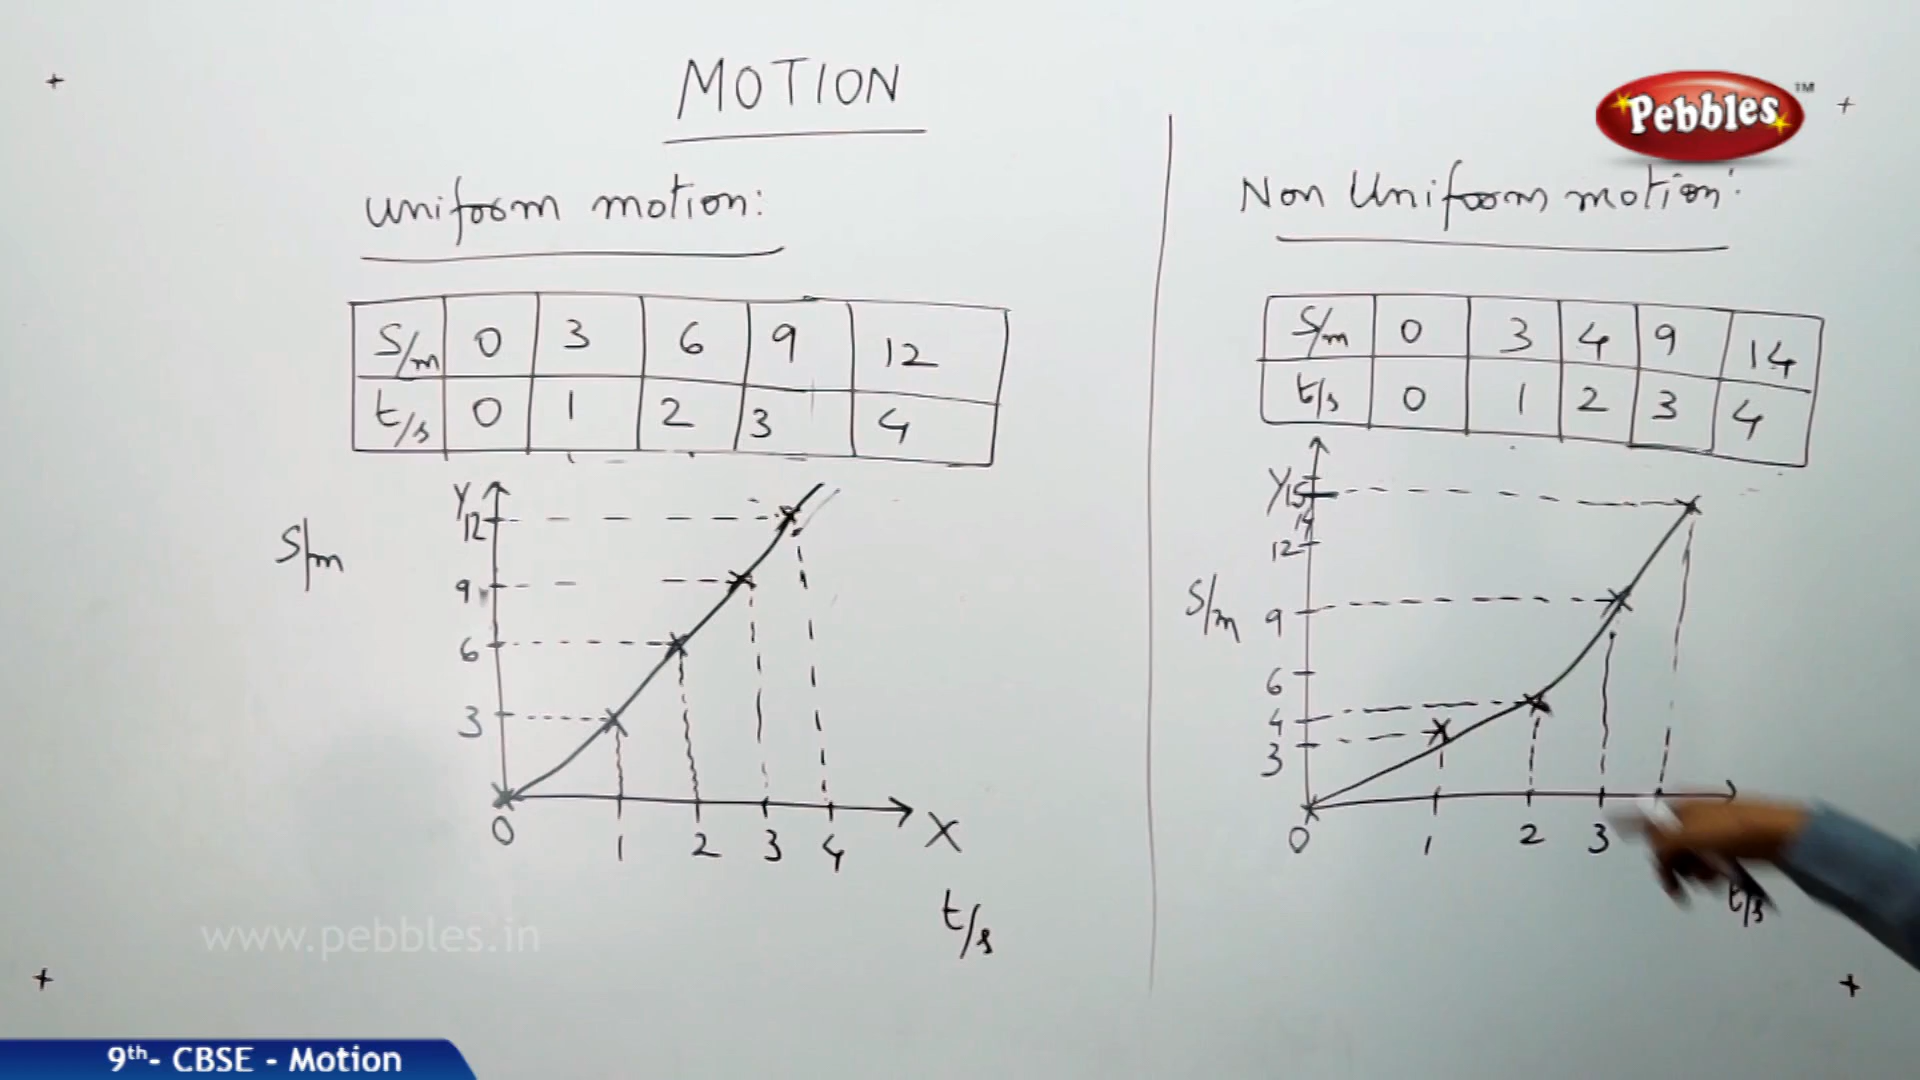 MOTION
Pebbles™
Uniform motion:
S/m 0 3 6 9 12
t/s 0 1 2 3 4
Y
12
9
6
3
S/m
0 1 2 3 4
X
t/s
Non Uniform motion:
S/m 0 3 4 9 14
t/s 0 1 2 3 4
Y
15
14
12
9
6
4
3
S/m
0 1 2 3
t/s
www.pebbles.in
9th- CBSE - Motion